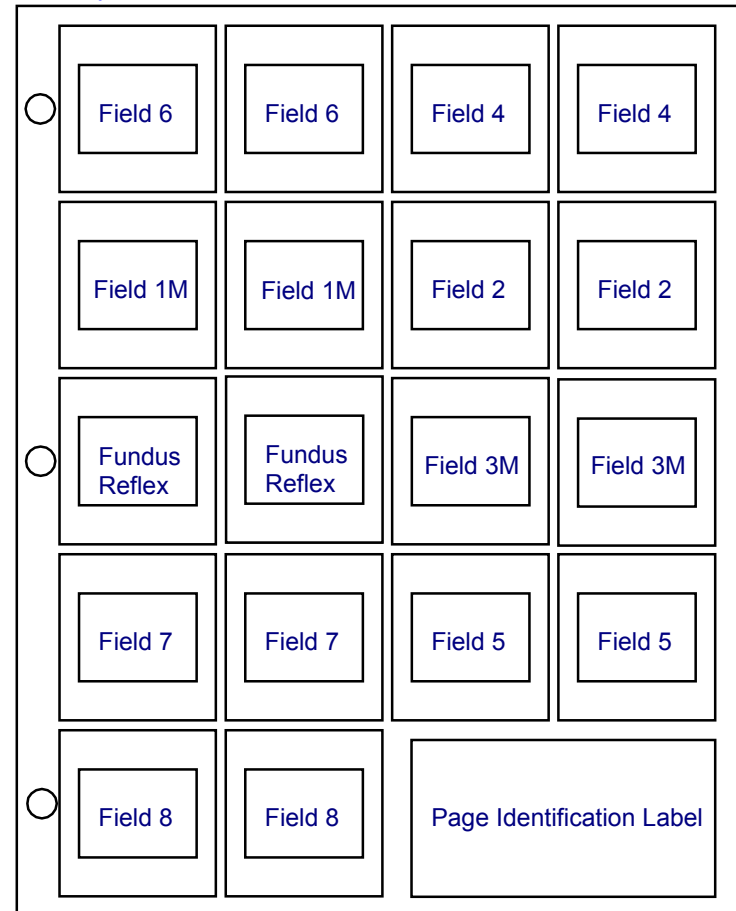 Field 6 Field 6 Field 4 Field 4
Field 1M Field 1M Field 2 Field 2
Fundus Reflex Fundus Reflex Field 3M Field 3M
Field 7 Field 7 Field 5 Field 5
Field 8 Field 8 Page Identification Label